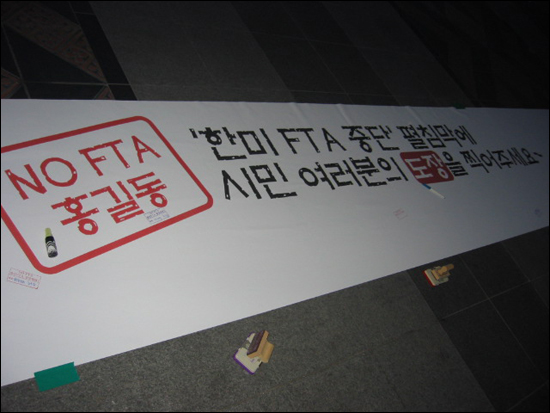 NO FTA
홍길동
'한미 FTA 중단' 펼침막에
시민 여러분의 도장을 찍어주세요~